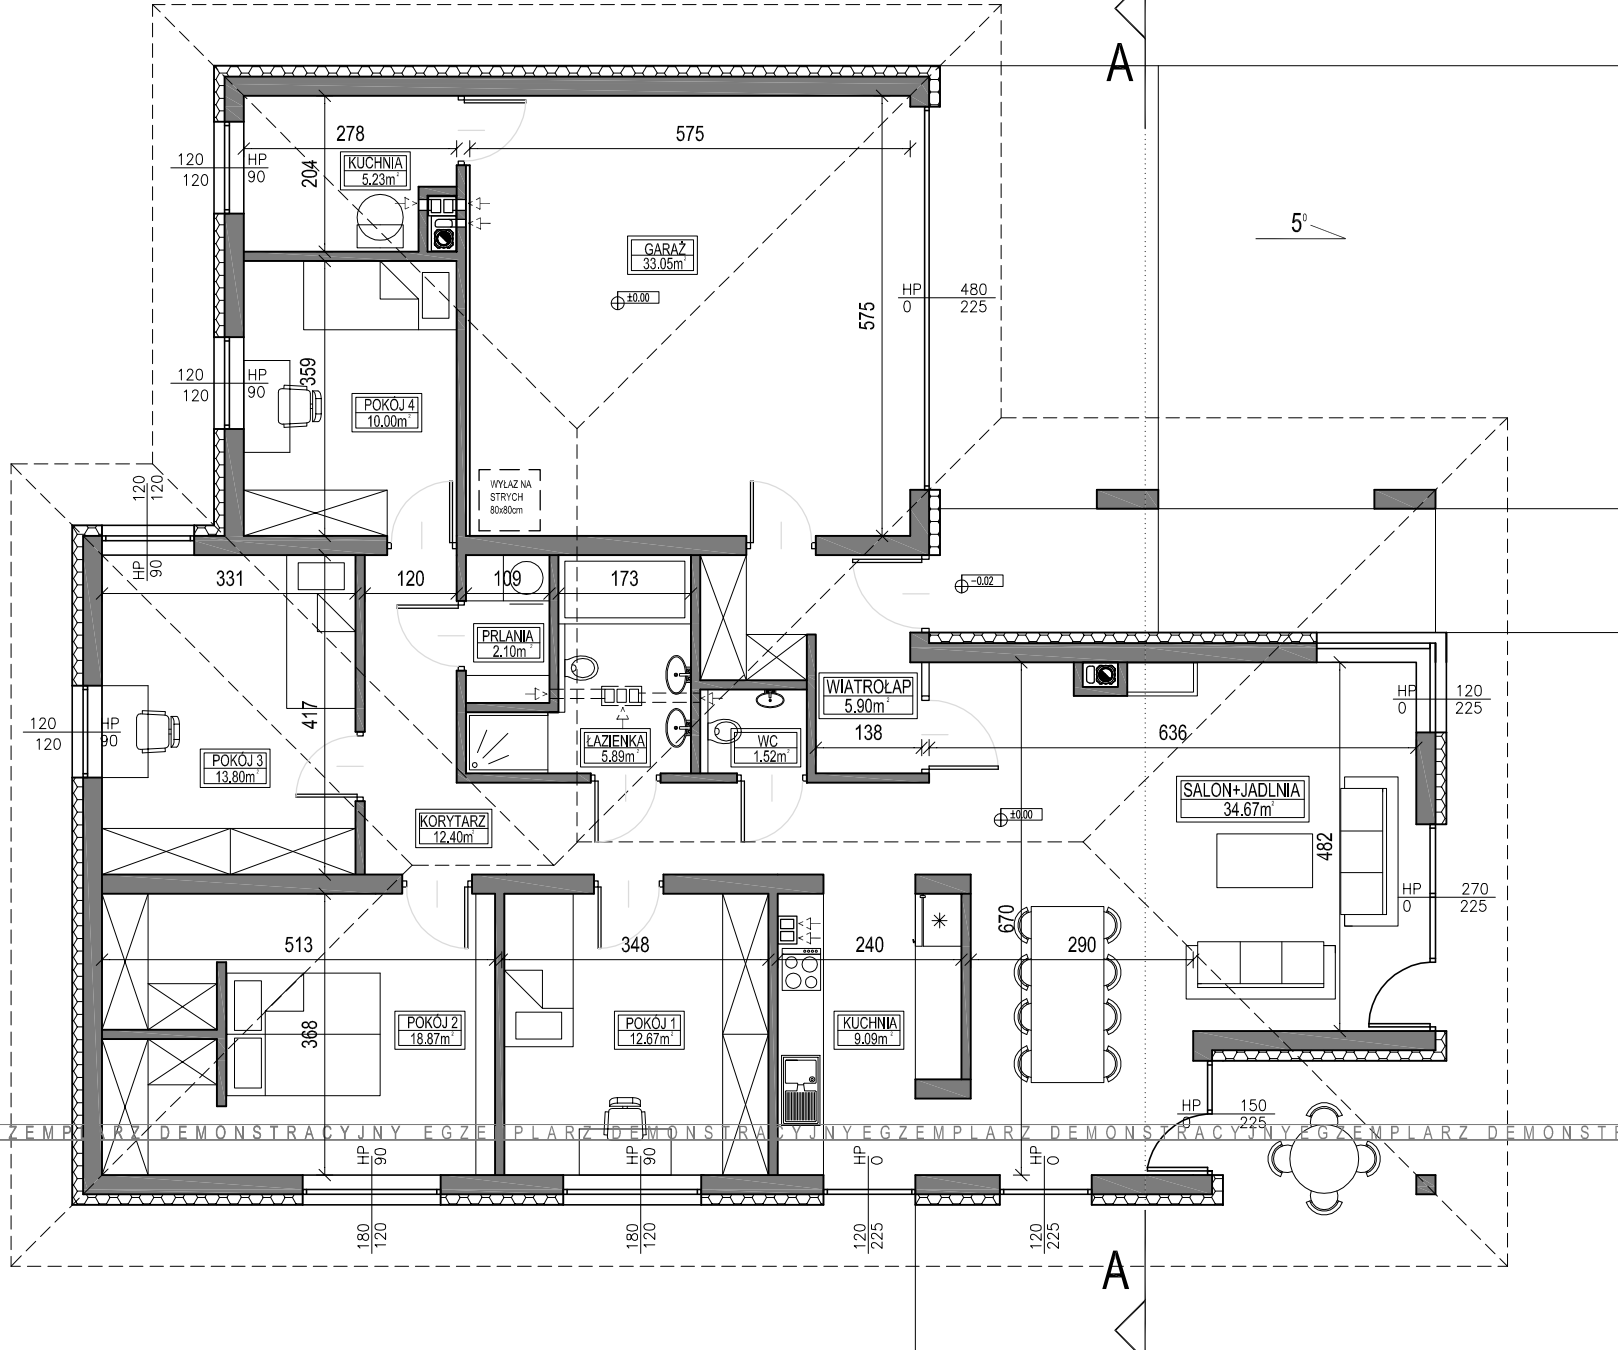 A
278
575
120
120
HP
90
204
KUCHNIA
5.23m²
5⁰
GARAŻ
33.05m²
±0.00
HP
0
480
225
575
120
120
HP
90
359
POKÓJ 4
10.00m²
WYŁAZ NA
STRYCH
80x80cm
120
120
HP
90
331
120
109
173
-0.02
PRLANIA
2.10m²
WIATROŁAP
5.90m²
HP
0
120
225
120
120
HP
90
417
138
636
ŁAZIENKA
5.89m²
WC
1.52m²
POKÓJ 3
13.80m²
SALON+JADLNIA
34.67m²
KORYTARZ
12.40m²
±0.00
482
HP
0
270
225
670
513
348
240
290
368
POKÓJ 2
18.87m²
POKÓJ 1
12.67m²
KUCHNIA
9.09m²
HP
0
150
225
ZEMPLARZ DEMONSTRACYJNY EGZEMPLARZ DEMONSTRACYJNY EGZEMPLARZ DEMONSTRACYJNY EGZEMPLARZ DEMONSTR
HP
90
HP
90
HP
0
HP
0
180
120
180
120
120
225
120
225
A